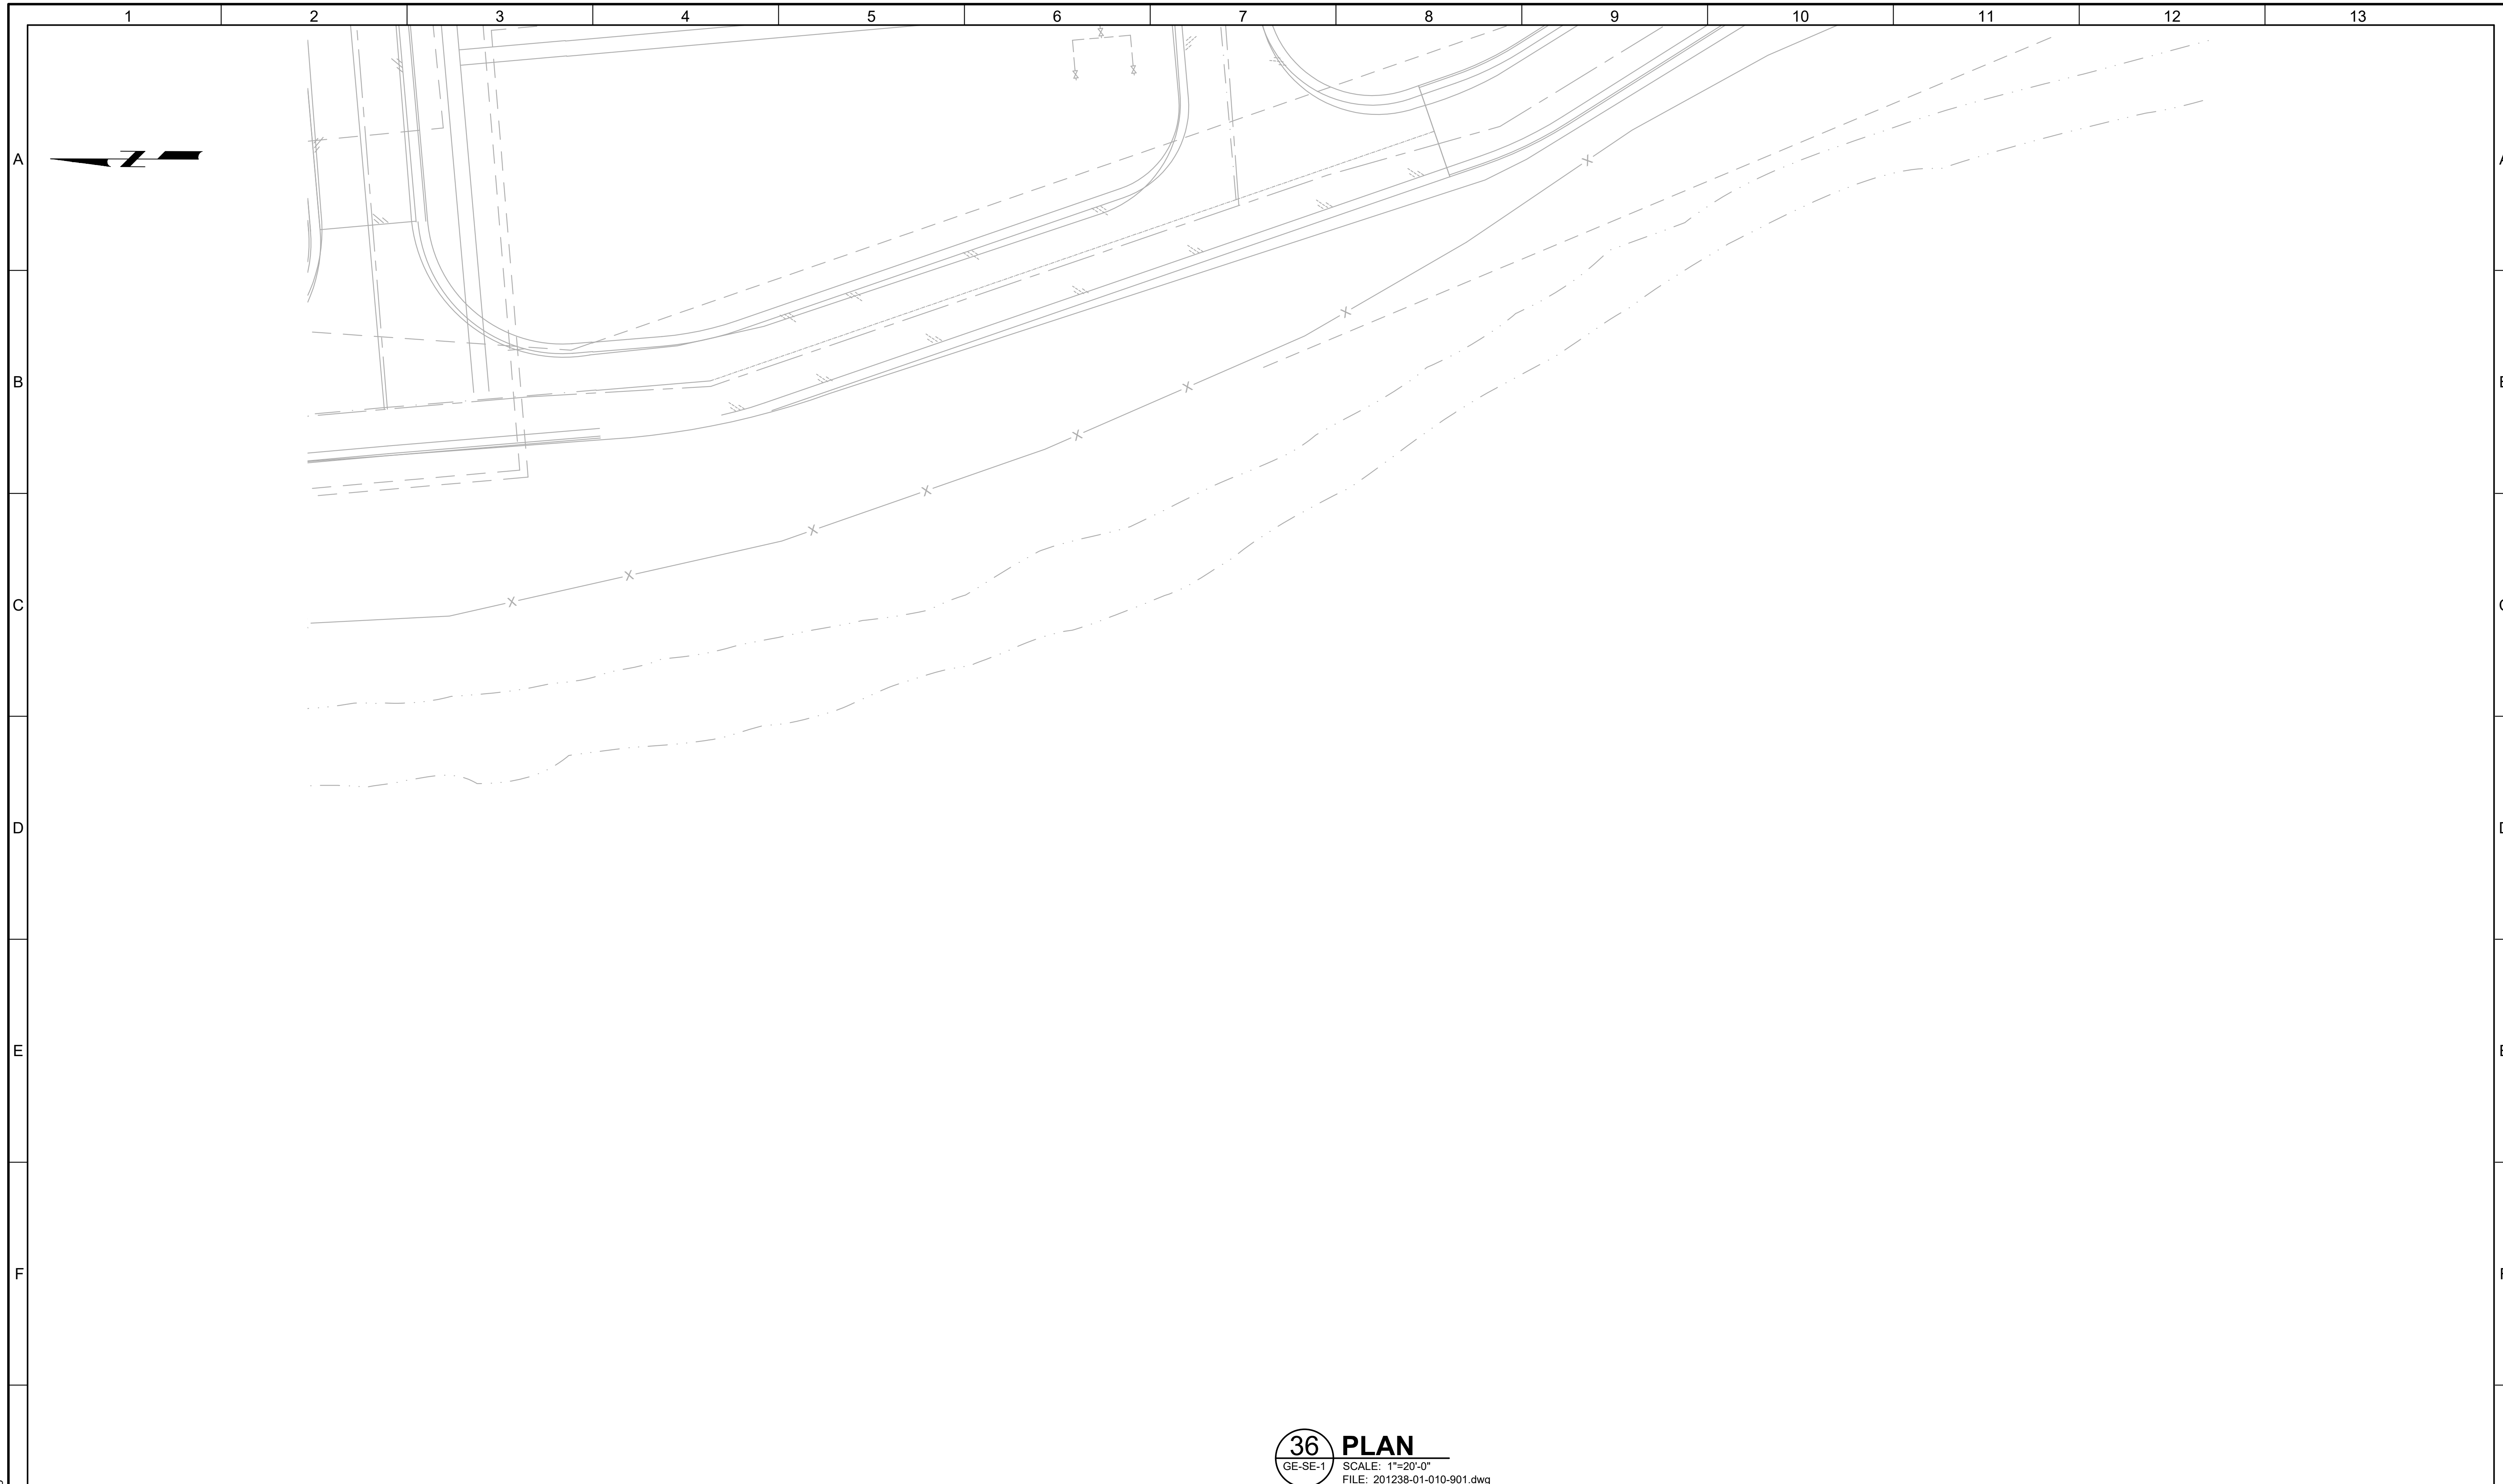 1 2 3 4 5 6 7 8 9 10 11 12 13
A
B
C
D
E
F
N
36 PLAN
GE-SE-1 SCALE: 1"=20'-0"
FILE: 201238-01-010-901.dwg